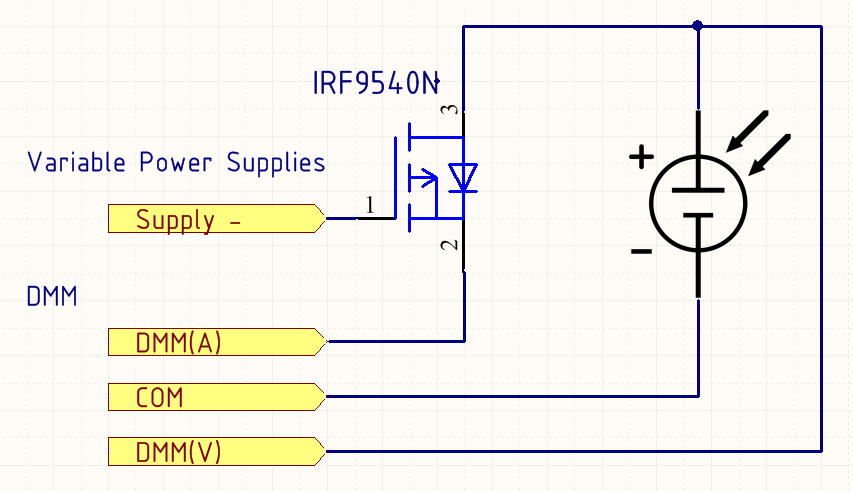 IRF9540N
3
Variable Power Supplies
1
Supply -
2
DMM
DMM(A)
COM
DMM(V)
+
-